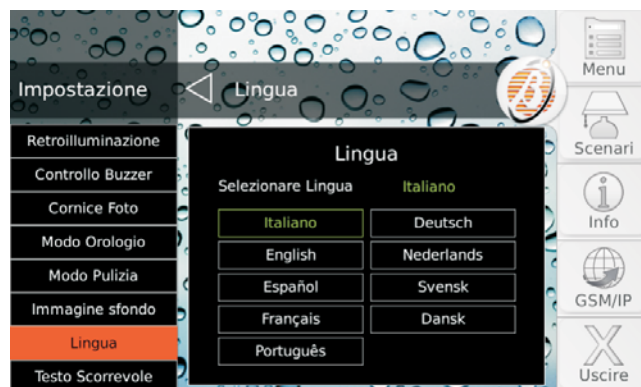 Impostazione
Lingua
Retroilluminazione
Controllo Buzzer
Cornice Foto
Modo Orologio
Modo Pulizia
Immagine sfondo
Lingua
Testo Scorrevole
Lingua
Selezionare Lingua Italiano
Italiano Deutsch
English Nederlands
Español Svensk
Français Dansk
Português
Menu
Scenari
Info
GSM/IP
Uscire